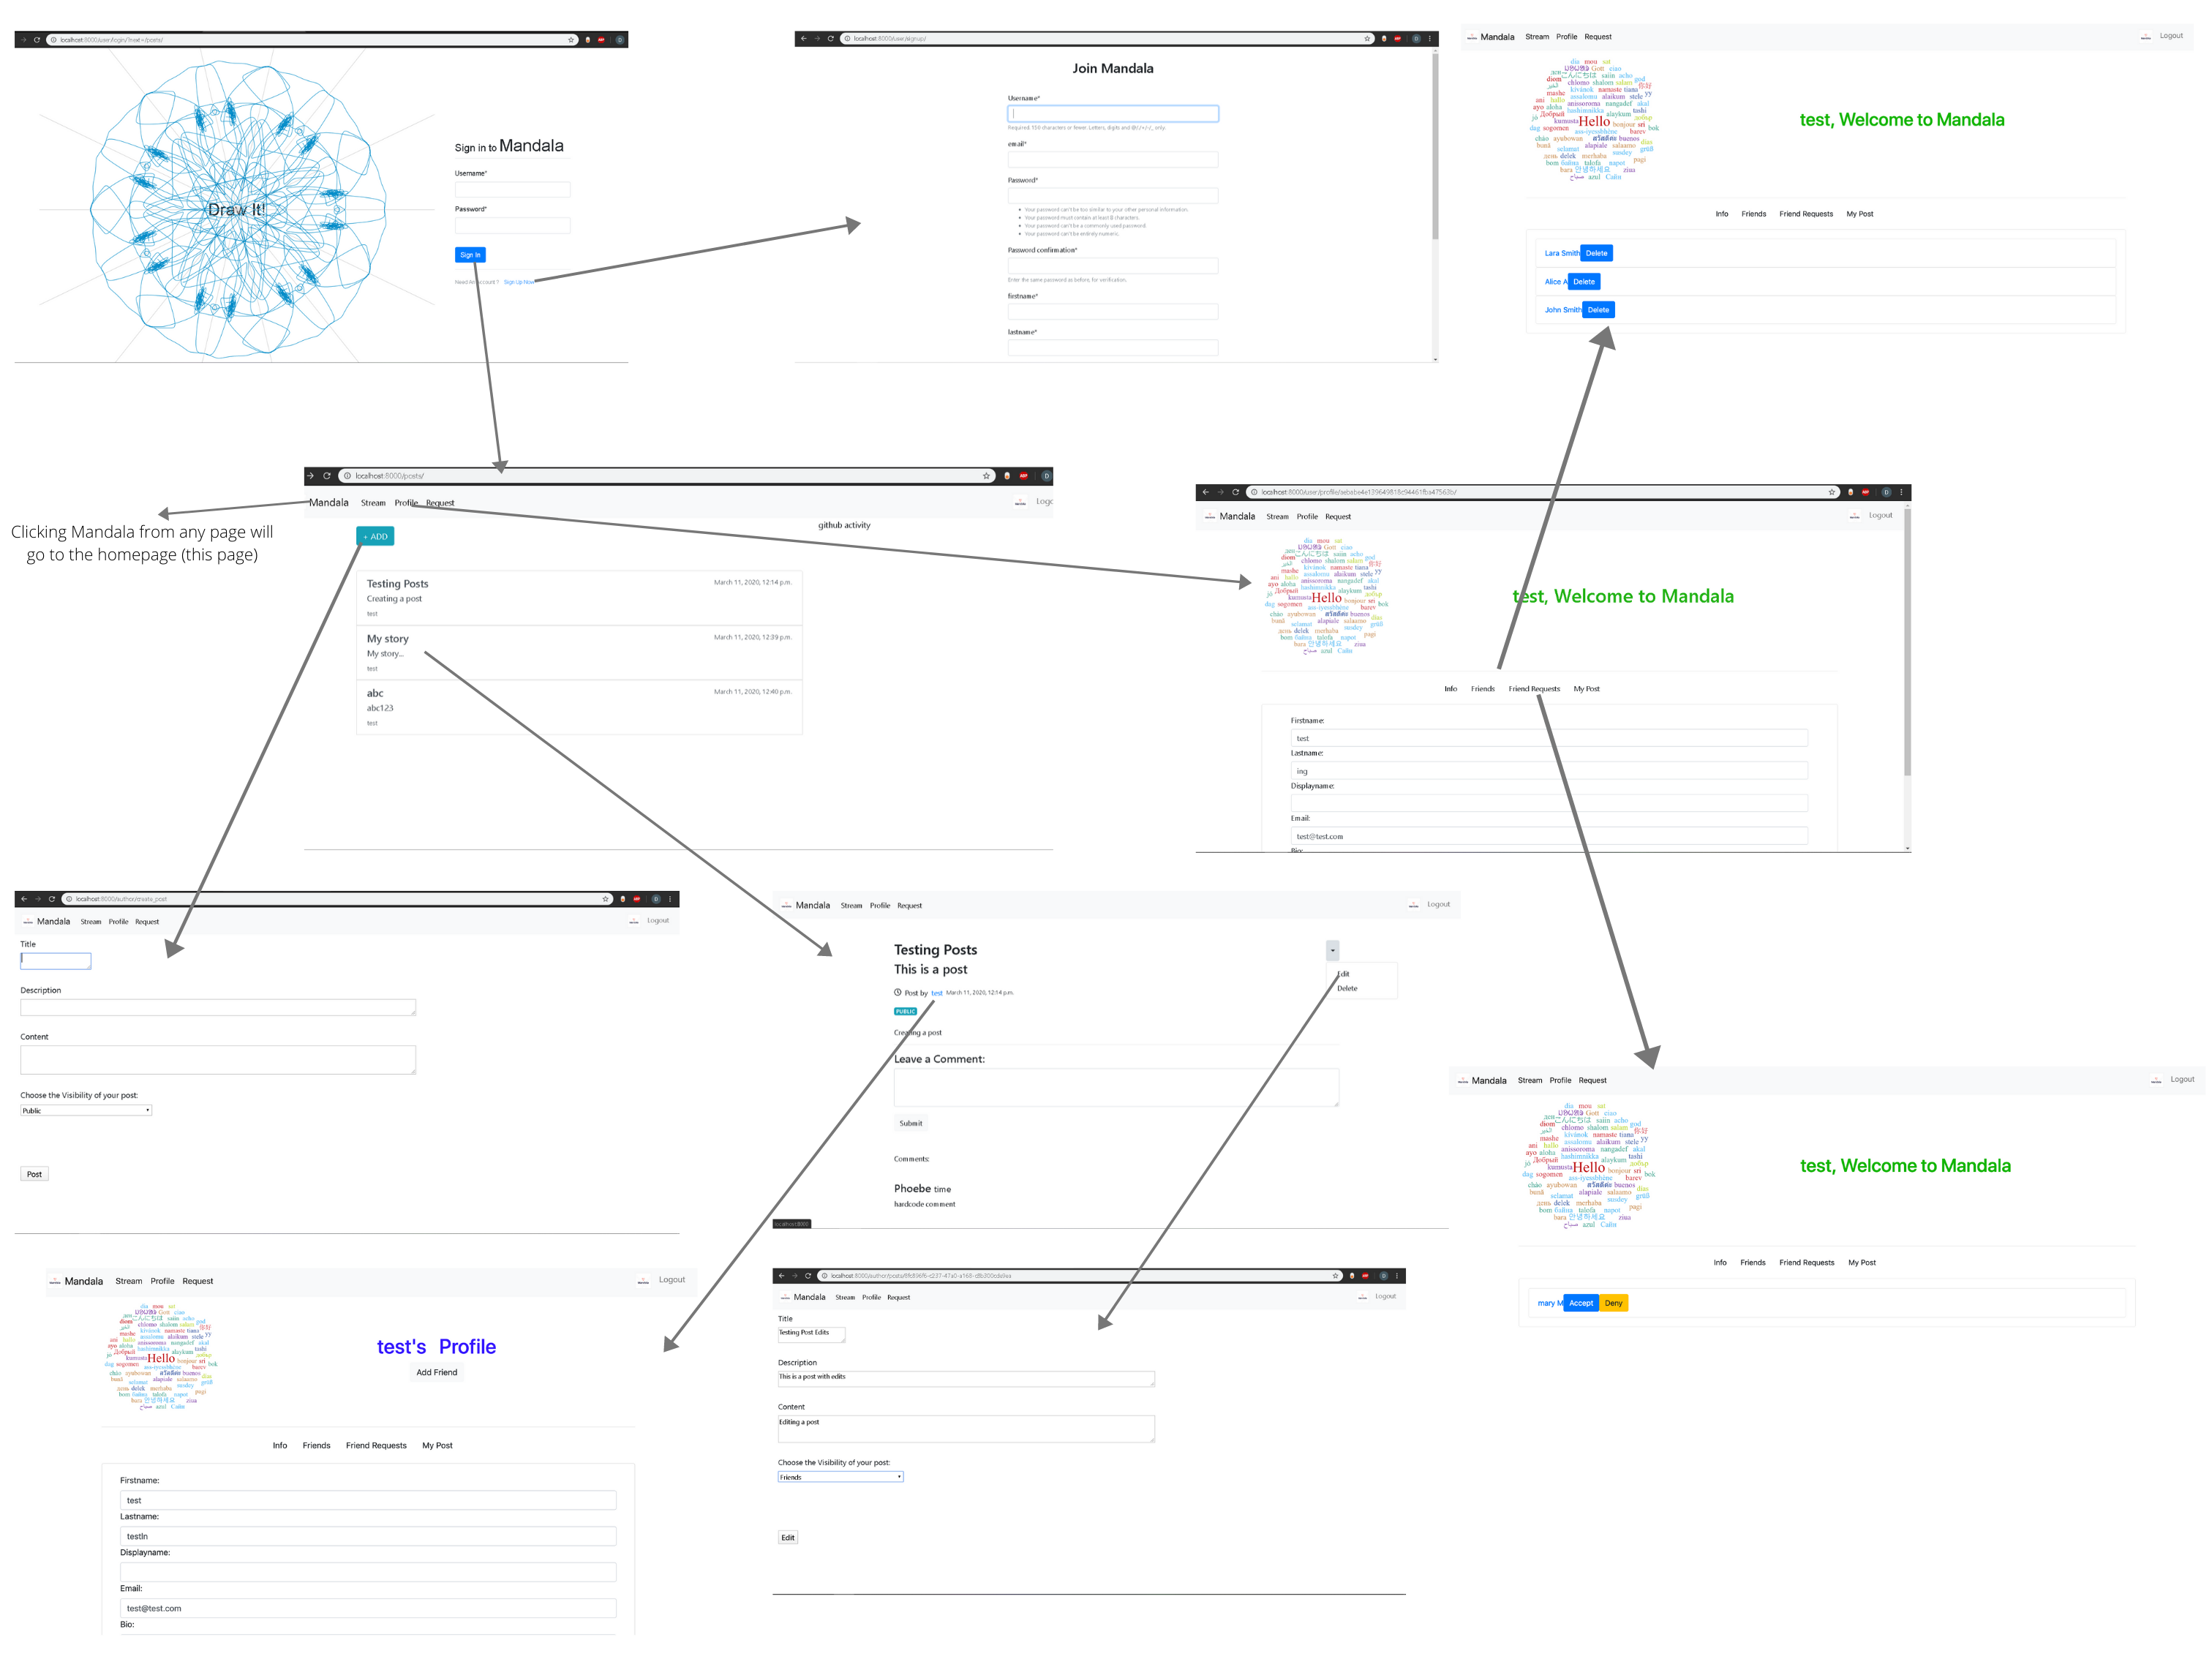 localhost:8000/user/login/?next=/posts/
Draw It!
Sign in to Mandala
Username*
Password*
Sign In
Need An Account ? Sign Up Now
localhost:8000/user/signup/
Join Mandala
Username*
Required. 150 characters or fewer. Letters, digits and @/./+/-/_ only.
email*
Password*
Your password can't be too similar to your other personal information.
Your password must contain at least 8 characters.
Your password can't be a commonly used password.
Your password can't be entirely numeric.
Password confirmation*
Enter the same password as before, for verification.
firstname*
lastname*
Mandala Stream Profile Request Logout
Hello
test, Welcome to Mandala
Info Friends Friend Requests My Post
Lara Smith Delete
Alice A Delete
John Smith Delete
localhost:8000/posts/
Mandala Stream Profile Request Logo
Clicking Mandala from any page will
go to the homepage (this page)
+ ADD
github activity
Testing Posts March 11, 2020, 12:14 p.m.
Creating a post
test
My story March 11, 2020, 12:39 p.m.
My story...
test
abc March 11, 2020, 12:40 p.m.
abc123
test
Mandala Stream Profile Request Logout
Hello
test, Welcome to Mandala
Info Friends Friend Requests My Post
Firstname:
test
Lastname:
ing
Displayname:
Email:
test@test.com
Bio:
localhost:8000/author/create_post
Mandala Stream Profile Request Logout
Title
Description
Content
Choose the Visibility of your post:
Public
Post
Mandala Stream Profile Request Logout
Testing Posts
This is a post
Post by test March 11, 2020, 12:14 p.m.
PUBLIC
Creating a post
Edit
Delete
Leave a Comment:
Submit
Comments:
Phoebe time
hardcode comment
localhost:8000
Mandala Stream Profile Request Logout
Hello
test, Welcome to Mandala
Info Friends Friend Requests My Post
mary M Accept Deny
Mandala Stream Profile Request Logout
Hello
test's Profile
Add Friend
Info Friends Friend Requests My Post
Firstname:
test
Lastname:
testln
Displayname:
Email:
test@test.com
Bio:
Mandala Stream Profile Request Logout
Title
Testing Post Edits
Description
This is a post with edits
Content
Editing a post
Choose the Visibility of your post:
Friends
Edit